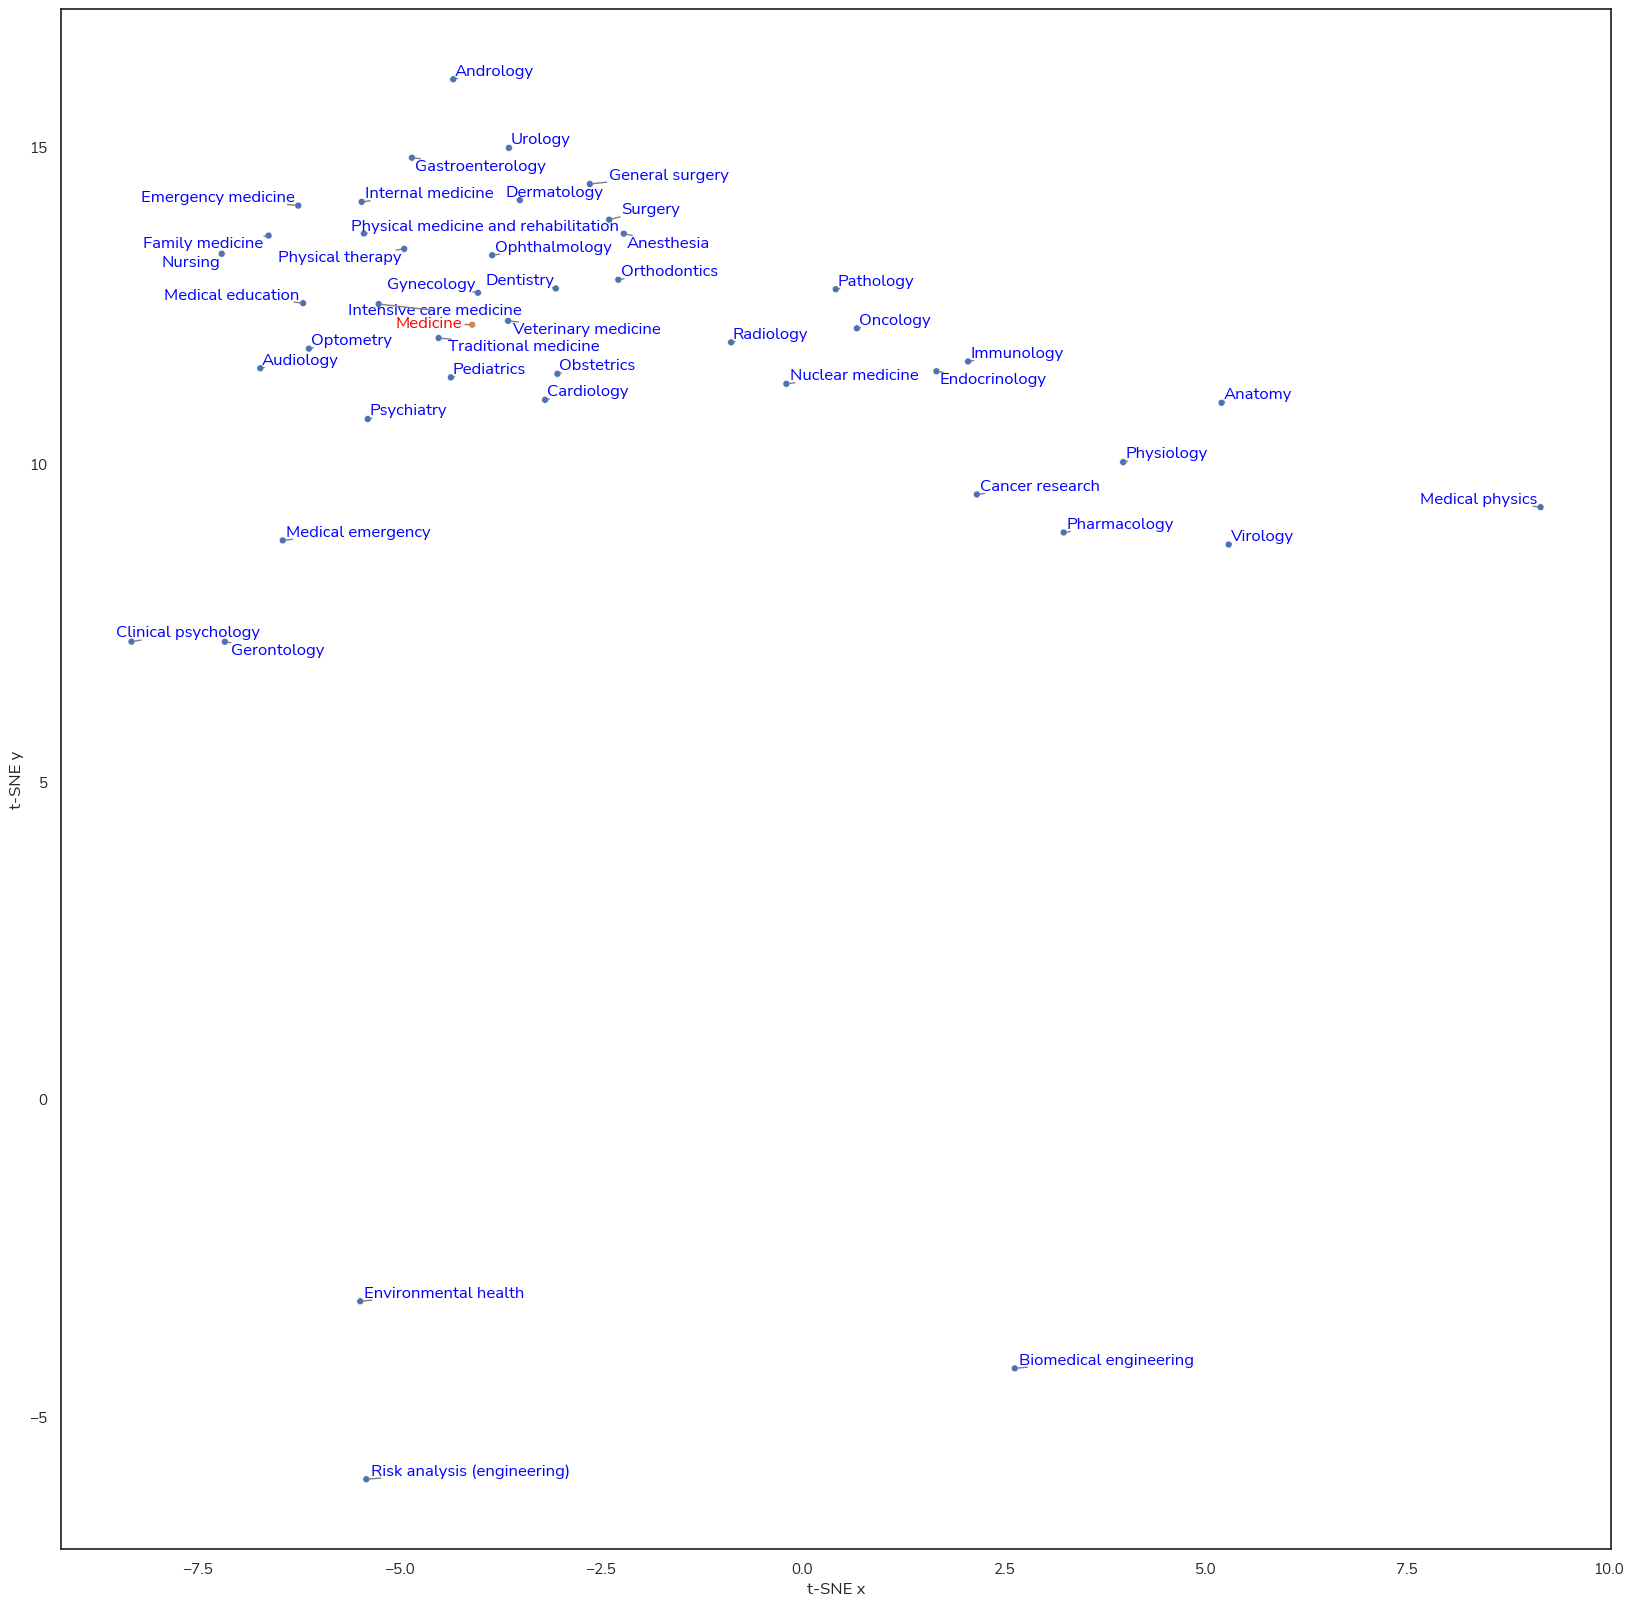 Andrology
15
Urology
Gastroenterology
General surgery
Emergency medicine
Internal medicine
Dermatology
Surgery
Physical medicine and rehabilitation
Family medicine
Anesthesia
Ophthalmology
Physical therapy
Nursing
Orthodontics
Dentistry
Gynecology
Pathology
Medical education
Intensive care medicine
Medicine
Oncology
Veterinary medicine
Radiology
Optometry
Traditional medicine
Immunology
Audiology
Obstetrics
Pediatrics
Nuclear medicine
Endocrinology
Cardiology
Anatomy
Psychiatry
Physiology
10
Cancer research
Medical physics
Pharmacology
Medical emergency
Virology
Clinical psychology
Gerontology
5
t-SNE y
0
Environmental health
Biomedical engineering
−5
Risk analysis (engineering)
−7.5
−5.0
−2.5
0.0
2.5
5.0
7.5
10.0
t-SNE x